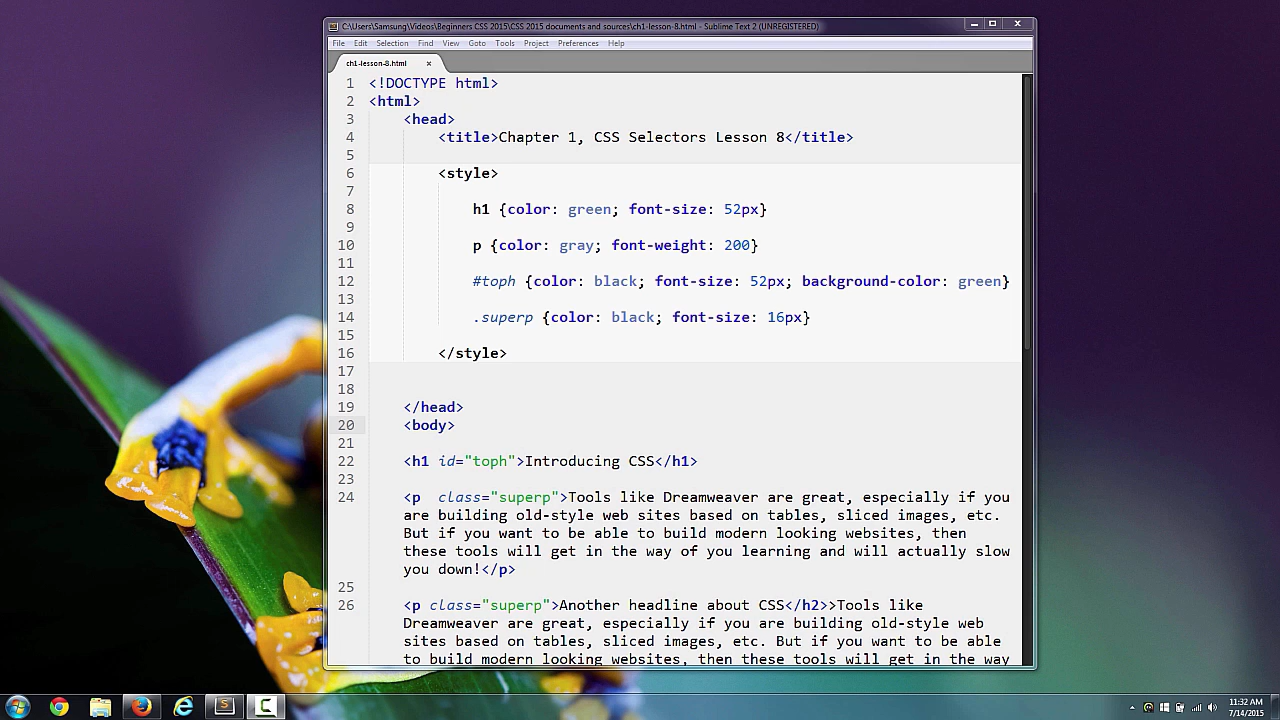 C:\Users\Samsung\Videos\Beginners CSS 2015\CSS 2015 documents and sources\ch1-lesson-8.html - Sublime Text 2 (UNREGISTERED)
File Edit Selection Find View Goto Tools Project Preferences Help
ch1-lesson-8.html ×
1 <!DOCTYPE html>
2 <html>
3 <head>
4 <title>Chapter 1, CSS Selectors Lesson 8</title>
5
6 <style>
7
8 h1 {color: green; font-size: 52px}
9
10 p {color: gray; font-weight: 200}
11
12 #toph {color: black; font-size: 52px; background-color: green}
13
14 .superp {color: black; font-size: 16px}
15
16 </style>
17
18
19 </head>
20 <body>
21
22 <h1 id="toph">Introducing CSS</h1>
23
24 <p  class="superp">Tools like Dreamweaver are great, especially if you
are building old-style web sites based on tables, sliced images, etc.
But if you want to be able to build modern looking websites, then
these tools will get in the way of you learning and will actually slow
you down!</p>
25
26 <p class="superp">Another headline about CSS</h2>>Tools like
Dreamweaver are great, especially if you are building old-style web
sites based on tables, sliced images, etc. But if you want to be able
to build modern looking websites, then these tools will get in the way
11:32 AM
7/14/2015